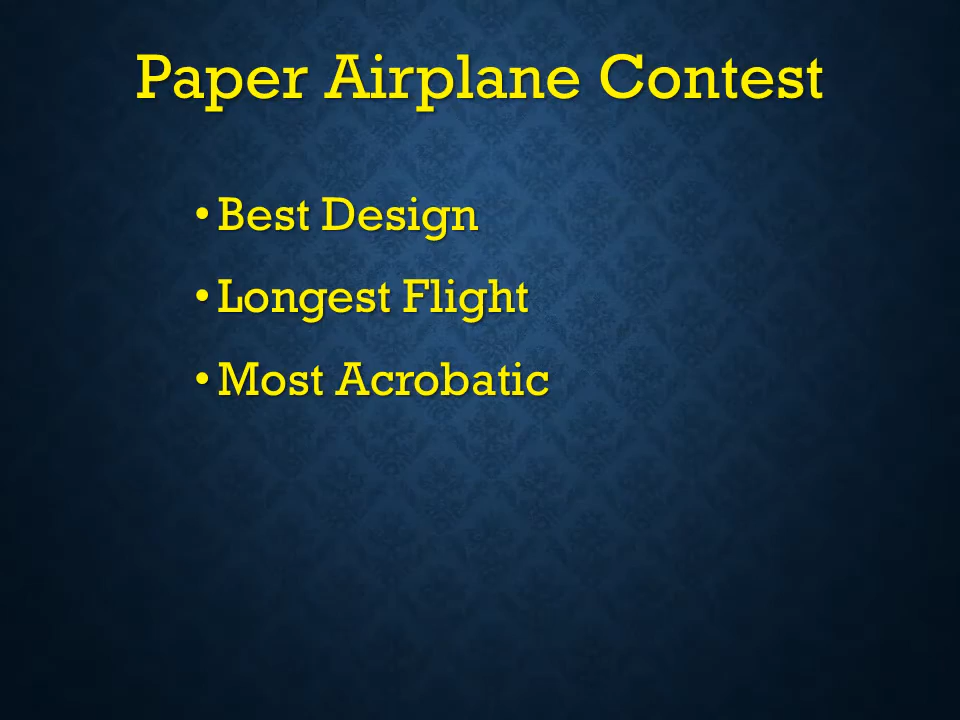 Paper Airplane Contest
• Best Design
• Longest Flight
• Most Acrobatic